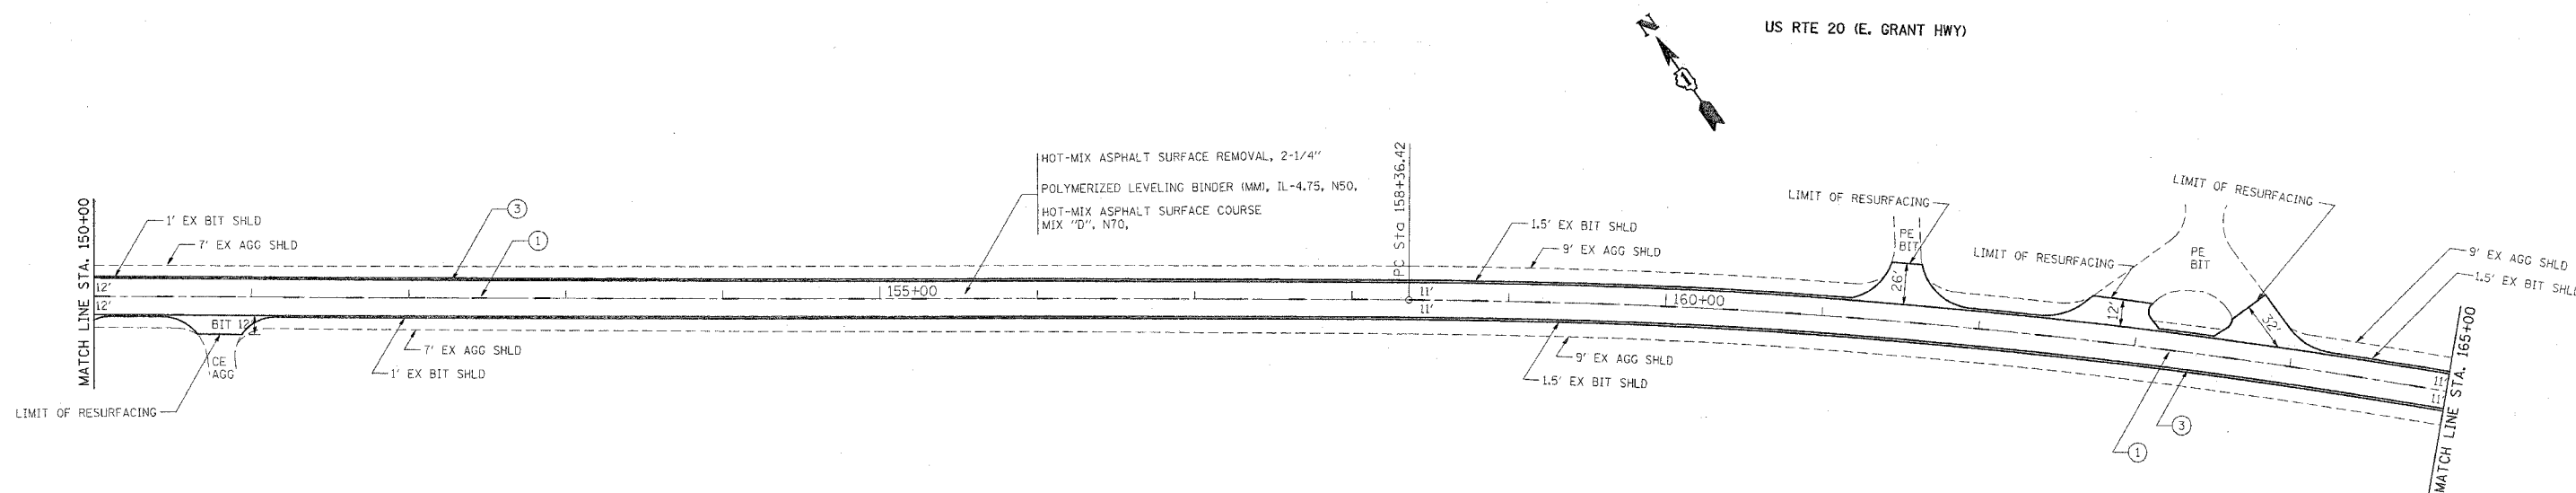 N
US RTE 20 (E. GRANT HWY)
1
MATCH LINE STA. 150+00
1' EX BIT SHLD
7' EX AGG SHLD
3
1
HOT-MIX ASPHALT SURFACE REMOVAL, 2-1/4"
POLYMERIZED LEVELING BINDER (MM), IL-4.75, N50,
HOT-MIX ASPHALT SURFACE COURSE
MIX "D", N70,
PC Sta 158+36.42
1.5' EX BIT SHLD
9' EX AGG SHLD
LIMIT OF RESURFACING
PE
BIT
26'
LIMIT OF RESURFACING
LIMIT OF RESURFACING
PE
BIT
12'
32'
9' EX AGG SHLD
1.5' EX BIT SHLD
12'
12'
155+00
11'
11'
160+00
11'
11'
MATCH LINE STA. 165+00
BIT 12'
CE
AGG
LIMIT OF RESURFACING
7' EX AGG SHLD
1' EX BIT SHLD
9' EX AGG SHLD
1.5' EX BIT SHLD
3
1